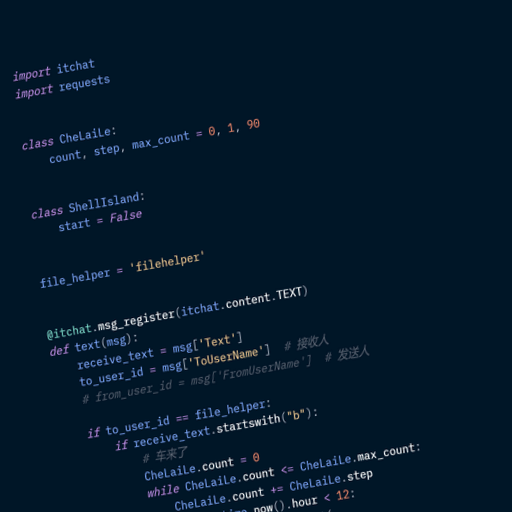 import itchat
import requests
class CheLaiLe:
    count, step, max_count = 0, 1, 90
class ShellIsland:
    start = False
file_helper = 'filehelper'
@itchat.msg_register(itchat.content.TEXT)
def text(msg):
    receive_text = msg['Text']
    to_user_id = msg['ToUserName']  # 接收人
    # from_user_id = msg['FromUserName']  # 发送人
    if to_user_id == file_helper:
        if receive_text.startswith("b"):
            # 车来了
            CheLaiLe.count = 0
            while CheLaiLe.count <= CheLaiLe.max_count:
                CheLaiLe.count += CheLaiLe.step
now().hour < 12: